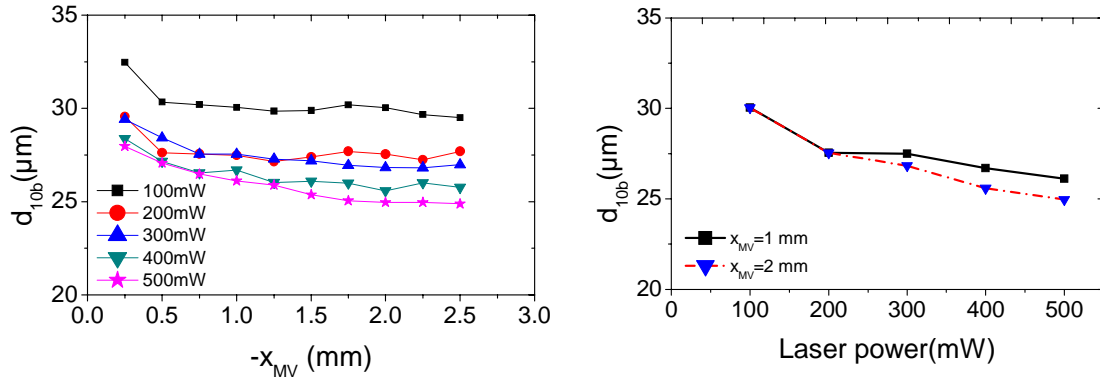 35
30
25
20
d10b(µm)
100mW
200mW
300mW
400mW
500mW
0.0 0.5 1.0 1.5 2.0 2.5 3.0
-xMV (mm)
35
30
25
20
d10b(µm)
xMV=1 mm
xMV=2 mm
0 100 200 300 400 500
Laser power(mW)